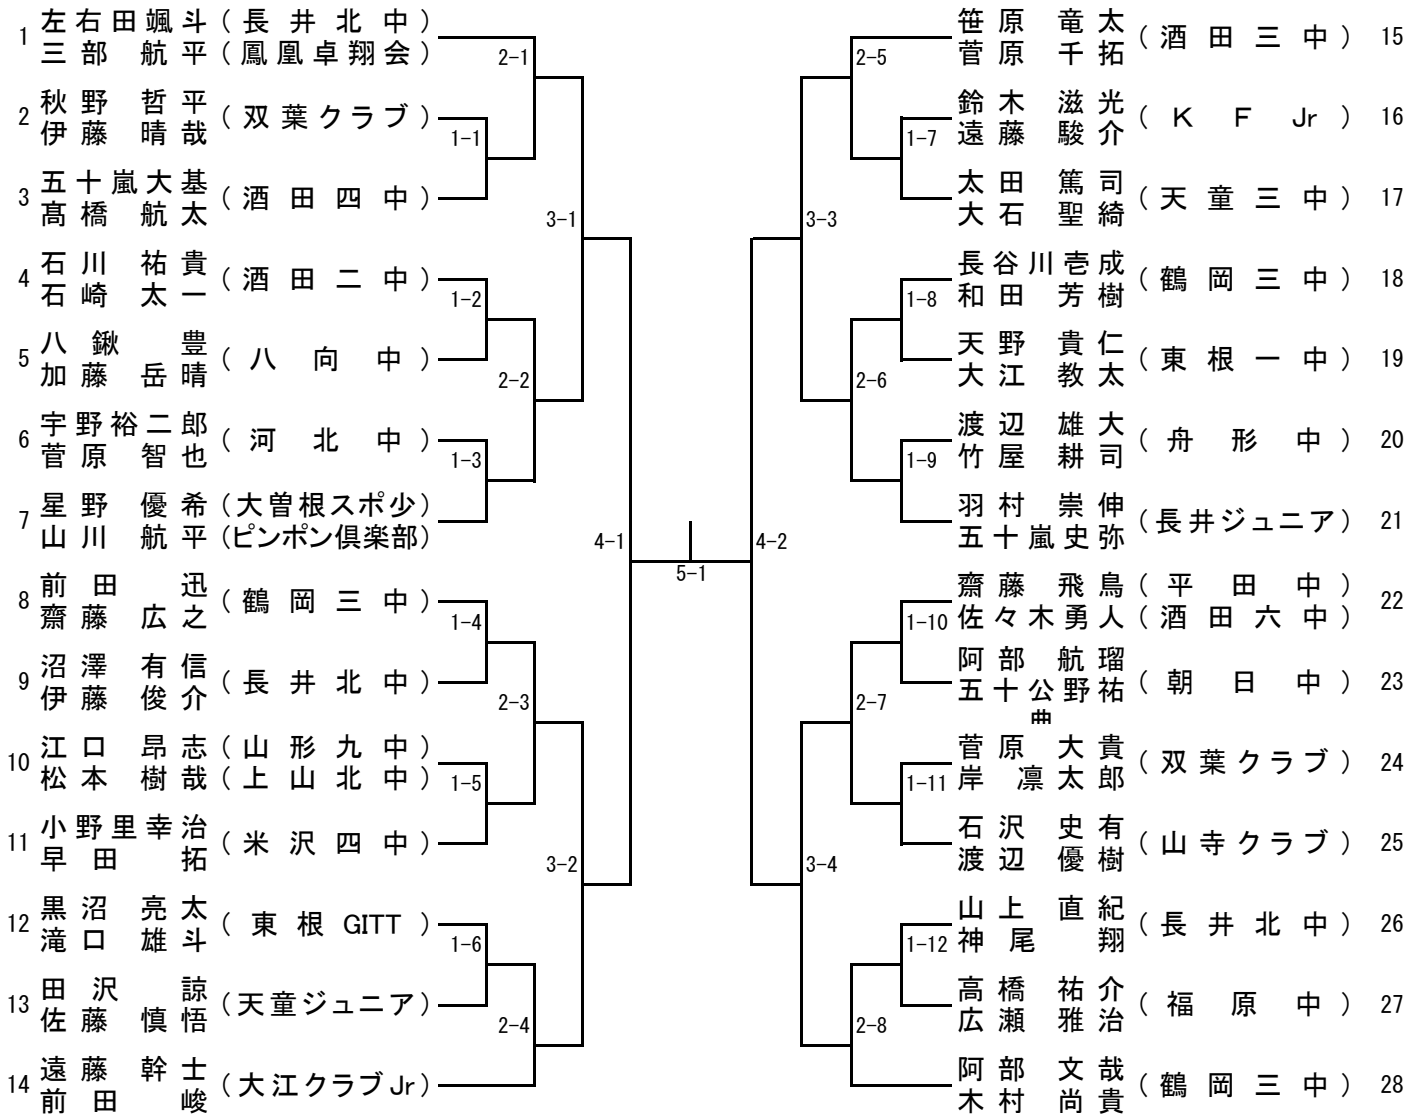 1 左右田颯斗 (長井北中)
三部 航平 (鳳凰卓翔会)
2-1
2 秋野 哲平 (双葉クラブ)
伊藤 晴哉
1-1
3 五十嵐大基 (酒田四中)
髙橋 航太
3-1
4 石川 祐貴 (酒田二中)
石崎 太一
1-2
5 八鍬 豊 (八向中)
加藤 岳晴
2-2
6 宇野裕二郎 (河北中)
菅原 智也
1-3
7 星野 優希 (大曽根スポ少)
山川 航平 (ピンポン倶楽部)
4-1
8 前田 迅 (鶴岡三中)
齋藤 広之
1-4
9 沼澤 有信 (長井北中)
伊藤 俊介
2-3
10 江口 昂志 (山形九中)
松本 樹哉 (上山北中)
1-5
11 小野里幸治 (米沢四中)
早田 拓
3-2
12 黒沼 亮太 (東根GITT)
滝口 雄斗
1-6
13 田沢 諒 (天童ジュニア)
佐藤 慎悟
2-4
14 遠藤 幹士 (大江クラブJr)
前田 峻
5-1
笹原 竜太 (酒田三中) 15
菅原 千拓
2-5
鈴木 滋光 (KFJr) 16
遠藤 駿介
1-7
太田 篤司 (天童三中) 17
大石 聖綺
3-3
長谷川壱成 (鶴岡三中) 18
和田 芳樹
1-8
天野 貴仁 (東根一中) 19
大江 教太
2-6
渡辺 雄大 (舟形中) 20
竹屋 耕司
1-9
羽村 崇伸 (長井ジュニア) 21
五十嵐史弥
4-2
齋藤 飛鳥 (平田中) 22
佐々木勇人 (酒田六中)
1-10
阿部 航瑠 (朝日中) 23
五十公野祐
典
2-7
菅原 大貴 (双葉クラブ) 24
岸 凛太郎
1-11
石沢 史有 (山寺クラブ) 25
渡辺 優樹
3-4
山上 直紀 (長井北中) 26
神尾 翔
1-12
高橋 祐介 (福原中) 27
広瀬 雅治
2-8
阿部 文哉 (鶴岡三中) 28
木村 尚貴